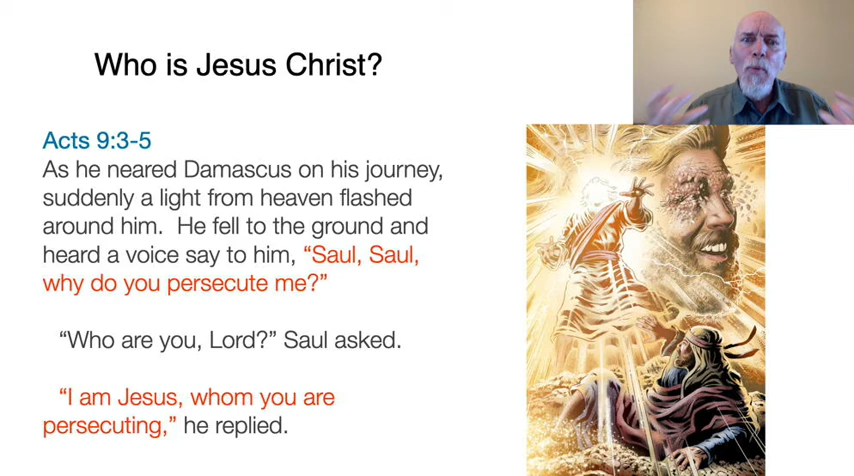 Who is Jesus Christ?
Acts 9:3-5
As he neared Damascus on his journey,
suddenly a light from heaven flashed
around him.  He fell to the ground and
heard a voice say to him, “Saul, Saul,
why do you persecute me?”
“Who are you, Lord?” Saul asked.
“I am Jesus, whom you are
persecuting,” he replied.